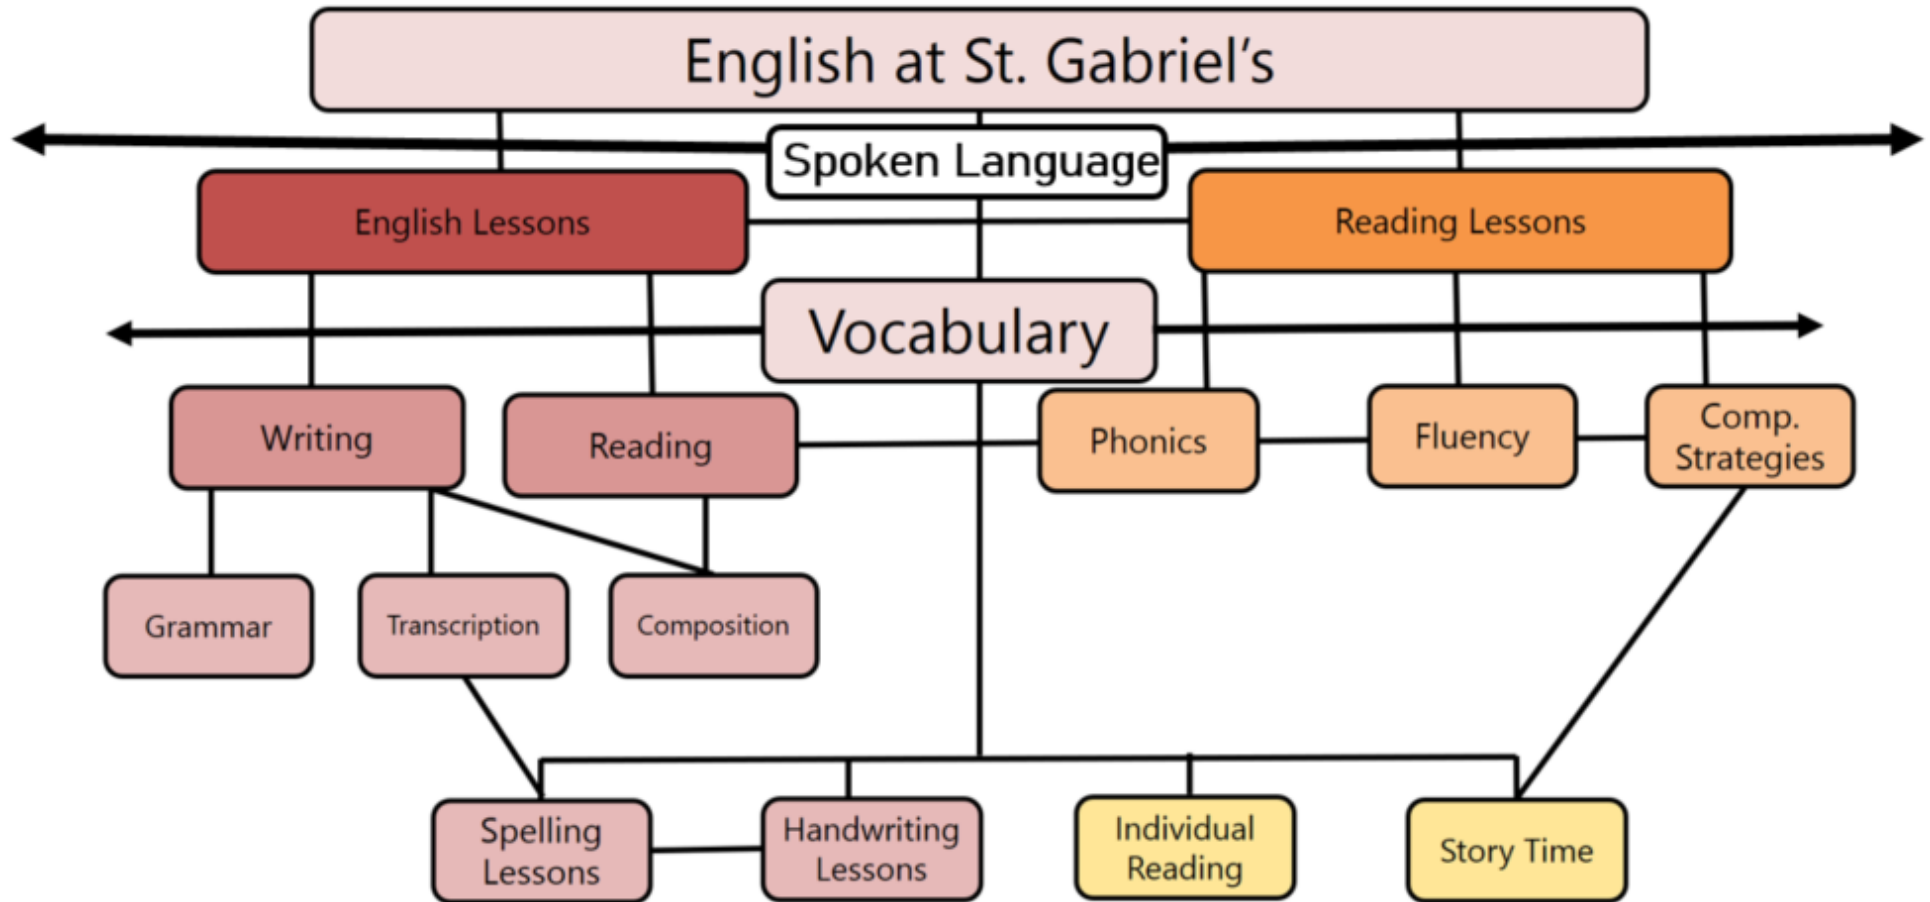 English at St. Gabriel's
Spoken Language
English Lessons
Reading Lessons
Vocabulary
Writing
Reading
Phonics
Fluency
Comp.
Strategies
Grammar
Transcription
Composition
Spelling
Lessons
Handwriting
Lessons
Individual
Reading
Story Time